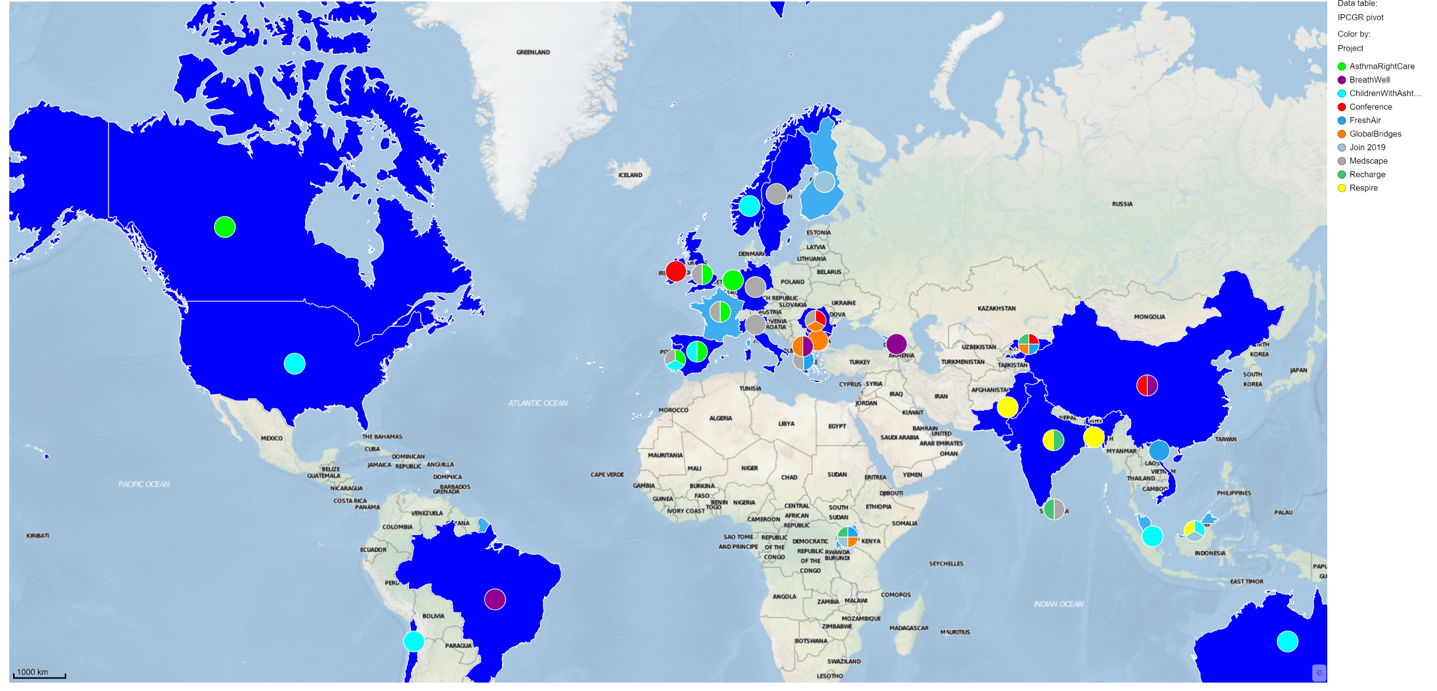 Data table:
IPCGR pivot
Color by:
Project
AsthmaRightCare
BreathWell
ChildrenWithAsht...
Conference
FreshAir
GlobalBridges
Join 2019
Medscape
Recharge
Respire
GREENLAND
ICELAND
RUSSIA
ESTONIA
LATVIA
LITHUANIA
DENMARK
BELARUS
POLAND
UKRAINE
SLOVAKIA
KAZAKHSTAN
MONGOLIA
UZBEKISTAN
TURKMENISTAN
TAJIKISTAN
ARMENIA
TURKEY
CYPRUS
SYRIA
IRAQ
IRAN
AFGHANISTAN
JORDAN
KUWAIT
BAHRAIN
SAUDI ARABIA
UNITED
ARAB EMIRATES
OMAN
YEMEN
KOREA
SOUTH
KOREA
JAPAN
TAIWAN
MYANMAR
THAILAND
PHILIPPINES
PALAU
INDONESIA
EAST TIMOR
ATLANTIC OCEAN
PACIFIC OCEAN
INDIAN OCEAN
MEXICO
THE BAHAMAS
CUBA
JAMAICA
DOMINICAN
REPUBLIC
ANGUILLA
DOMINICA
BARBADOS
GRENADA
BELIZE
GUATEMALA
NICARAGUA
COSTA RICA
PANAMA
VENEZUELA
COLOMBIA
ECUADOR
BOLIVIA
KIRIBATI
CAPE VERDE
TUNISIA
MOROCCO
ALGERIA
LIBYA
EGYPT
MAURITANIA
MALI
NIGER
CHAD
SUDAN
ERITREA
DJIBOUTI
GAMBIA
GUINEA
BURKINA
FASO
BENIN
TOGO
IVORY COAST
NIGERIA
CAMEROON
CENTRAL
AFRICAN
REPUBLIC
SOUTH
SUDAN
ETHIOPIA
SOMALIA
SAO TOME
AND PRINCIPE
REPUBLIC
OF THE
CONGO
DEMOCRATIC
REPUBLIC
OF THE
CONGO
RWANDA
BURUNDI
KENYA
SEYCHELLES
ANGOLA
ZAMBIA
MALAWI
COMOROS
MOZAMBIQUE
ZIMBABWE
MADAGASCAR
MAURITIUS
BOTSWANA
SWAZILAND
LESOTHO
1000 km